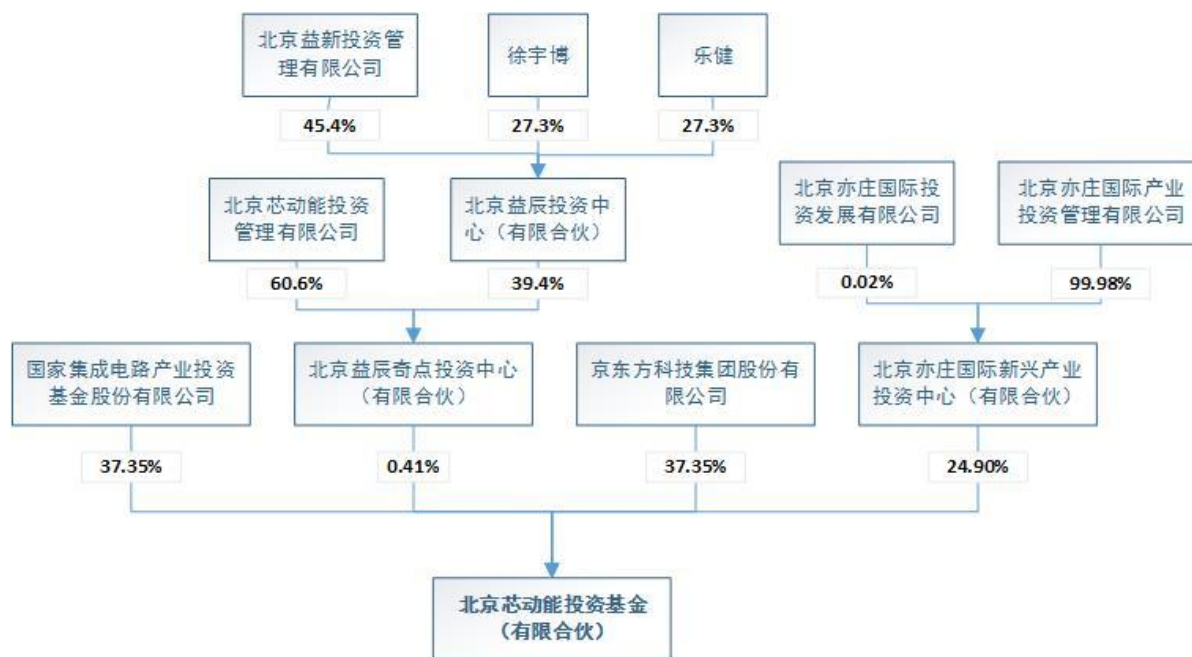 北京益新投资管
理有限公司
徐宇博
乐健
45.4%
27.3%
27.3%
北京芯动能投资
管理有限公司
北京益辰投资中
心（有限合伙）
北京亦庄国际投
资发展有限公司
北京亦庄国际产业
投资管理有限公司
60.6%
39.4%
0.02%
99.98%
国家集成电路产业投资
基金股份有限公司
北京益辰奇点投资中心
（有限合伙）
京东方科技集团股份有
限公司
北京亦庄国际新兴产业
投资中心（有限合伙）
37.35%
0.41%
37.35%
24.90%
北京芯动能投资基金
（有限合伙）